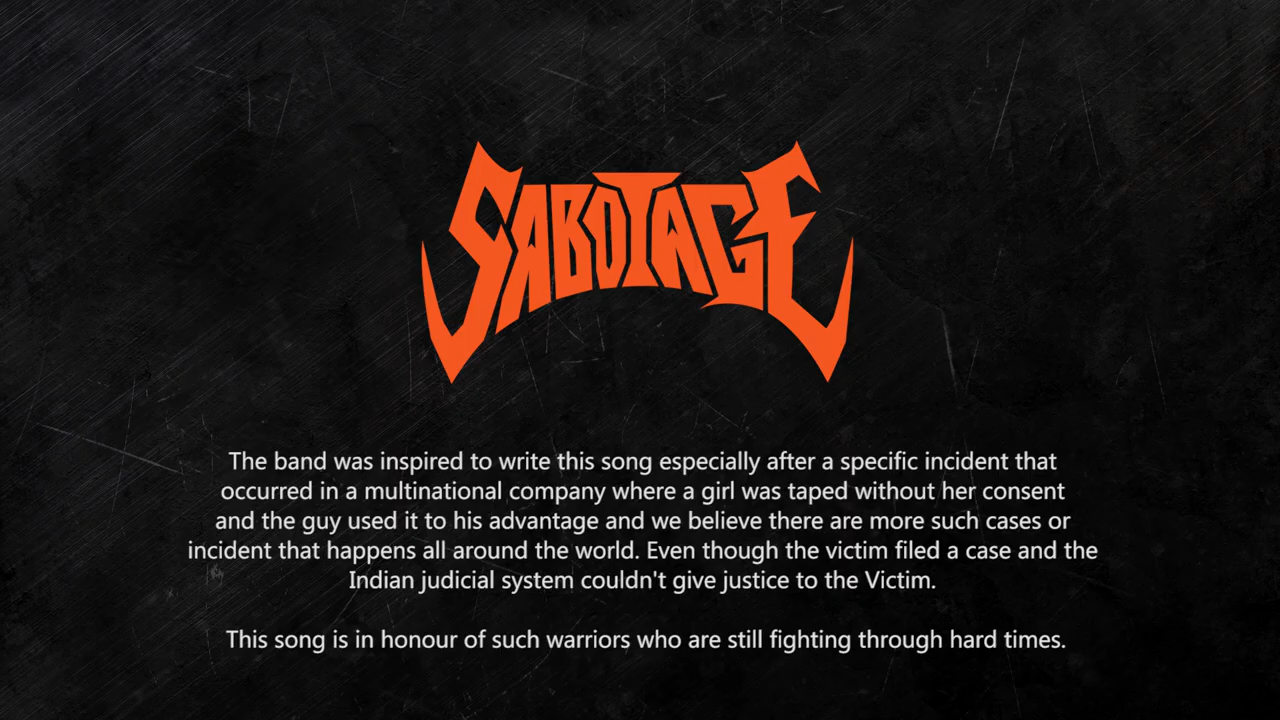 SABOTAGE
The band was inspired to write this song especially after a specific incident that
occurred in a multinational company where a girl was taped without her consent
and the guy used it to his advantage and we believe there are more such cases or
incident that happens all around the world. Even though the victim filed a case and the
Indian judicial system couldn't give justice to the Victim.
This song is in honour of such warriors who are still fighting through hard times.